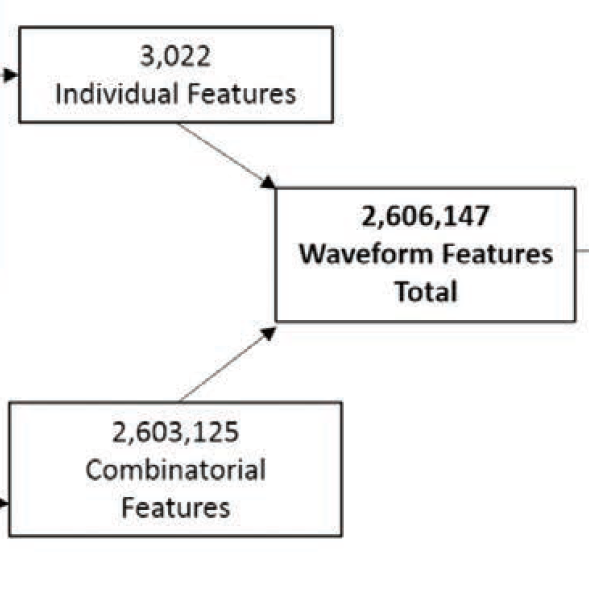 3,022
Individual Features
2,606,147
Waveform Features
Total
2,603,125
Combinatorial
Features